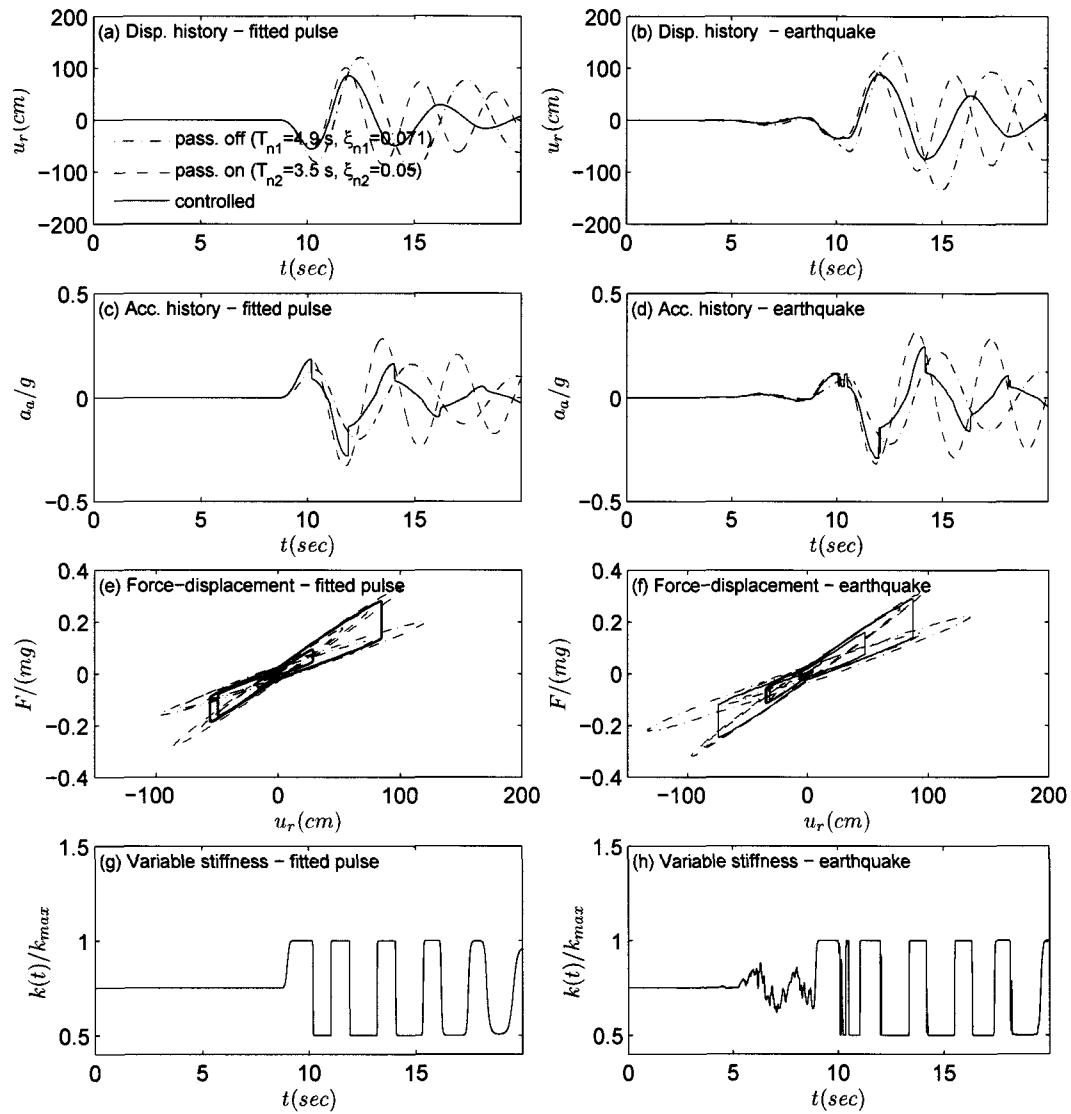 (a) Disp. history – fitted pulse
200
100
0
−100
−200
u_r(cm)
pass. off (T_n1=4.9 s, ξ_n1=0.071)
pass. on (T_n2=3.5 s, ξ_n2=0.05)
controlled
0 5 10 15 20
t(sec)
(b) Disp. history – earthquake
200
100
0
−100
−200
u_r(cm)
0 5 10 15 20
t(sec)
(c) Acc. history – fitted pulse
0.5
0
−0.5
a_a/g
0 5 10 15 20
t(sec)
(d) Acc. history – earthquake
0.5
0
−0.5
a_a/g
0 5 10 15 20
t(sec)
(e) Force–displacement – fitted pulse
0.4
0.2
0
−0.2
−0.4
F/(mg)
−100 0 100 200
u_r(cm)
(f) Force–displacement – earthquake
0.4
0.2
0
−0.2
−0.4
F/(mg)
−100 0 100 200
u_r(cm)
(g) Variable stiffness – fitted pulse
1.5
1
0.5
k(t)/k_max
0 5 10 15 20
t(sec)
(h) Variable stiffness – earthquake
1.5
1
0.5
k(t)/k_max
0 5 10 15 20
t(sec)